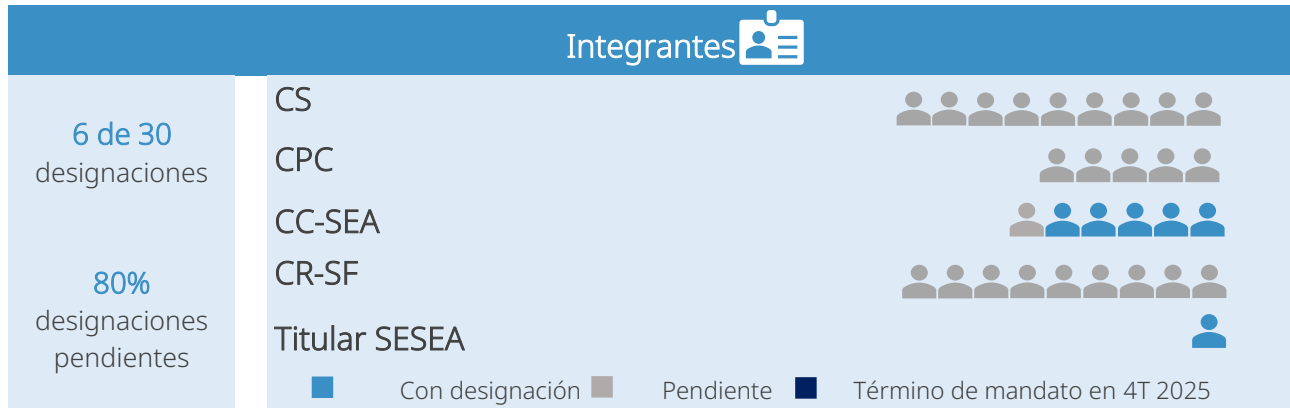 Integrantes
6 de 30
designaciones
80%
designaciones
pendientes
CS
CPC
CC-SEA
CR-SF
Titular SESEA
Con designación Pendiente Término de mandato en 4T 2025